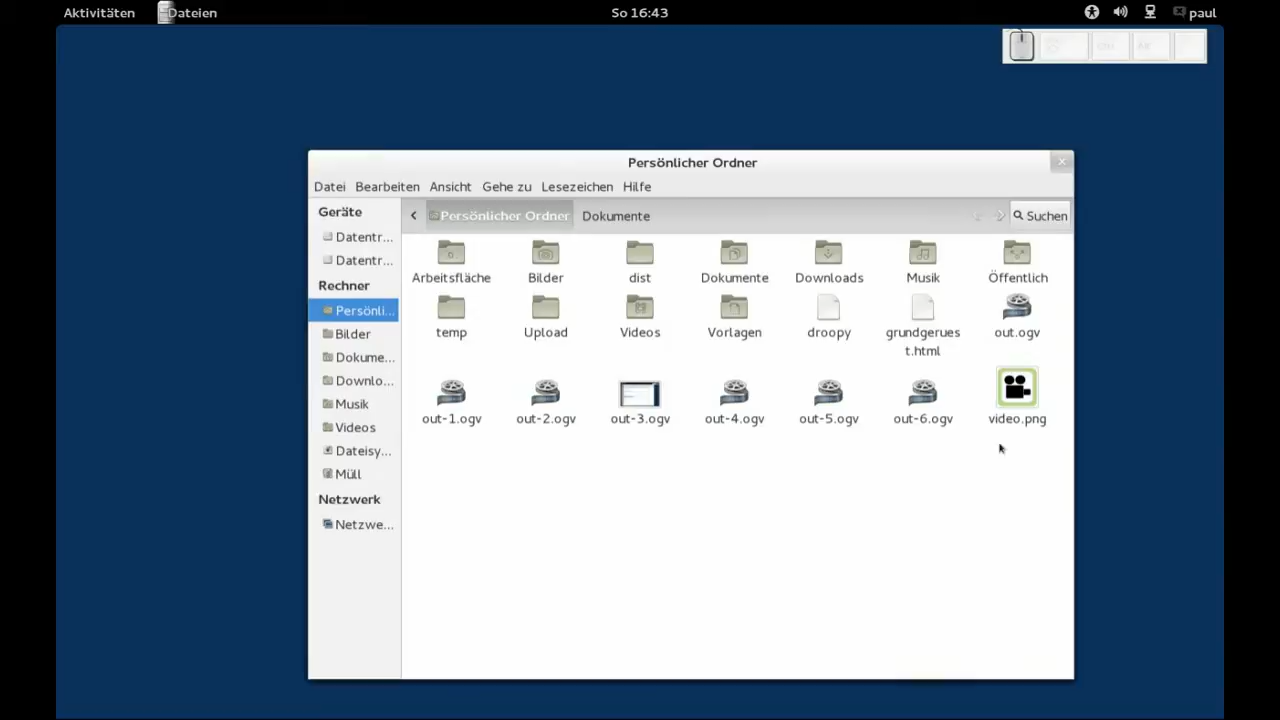 Aktivitäten Dateien So 16:43 paul
Persönlicher Ordner
Datei Bearbeiten Ansicht Gehe zu Lesezeichen Hilfe
Geräte
Datentr...
Datentr...
Rechner
Persönli...
Bilder
Dokume...
Downlo...
Musik
Videos
Dateisy...
Müll
Netzwerk
Netzwe...
Persönlicher Ordner Dokumente Suchen
Arbeitsfläche Bilder dist Dokumente Downloads Musik Öffentlich
temp Upload Videos Vorlagen droopy grundgerues out.ogv
t.html
out-1.ogv out-2.ogv out-3.ogv out-4.ogv out-5.ogv out-6.ogv video.png